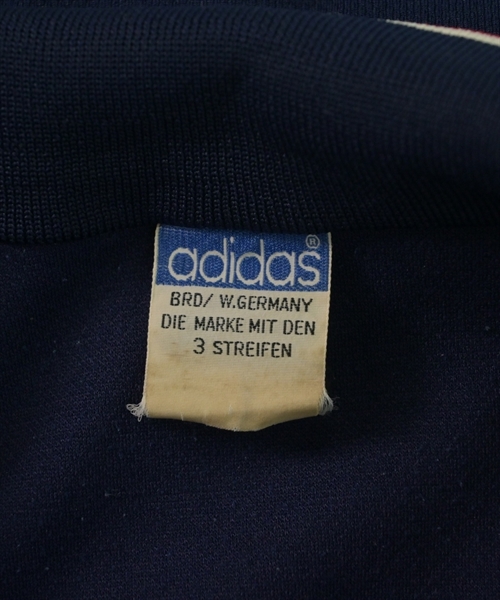 adidas®
BRD/ W.GERMANY
DIE MARKE MIT DEN
3 STREIFEN